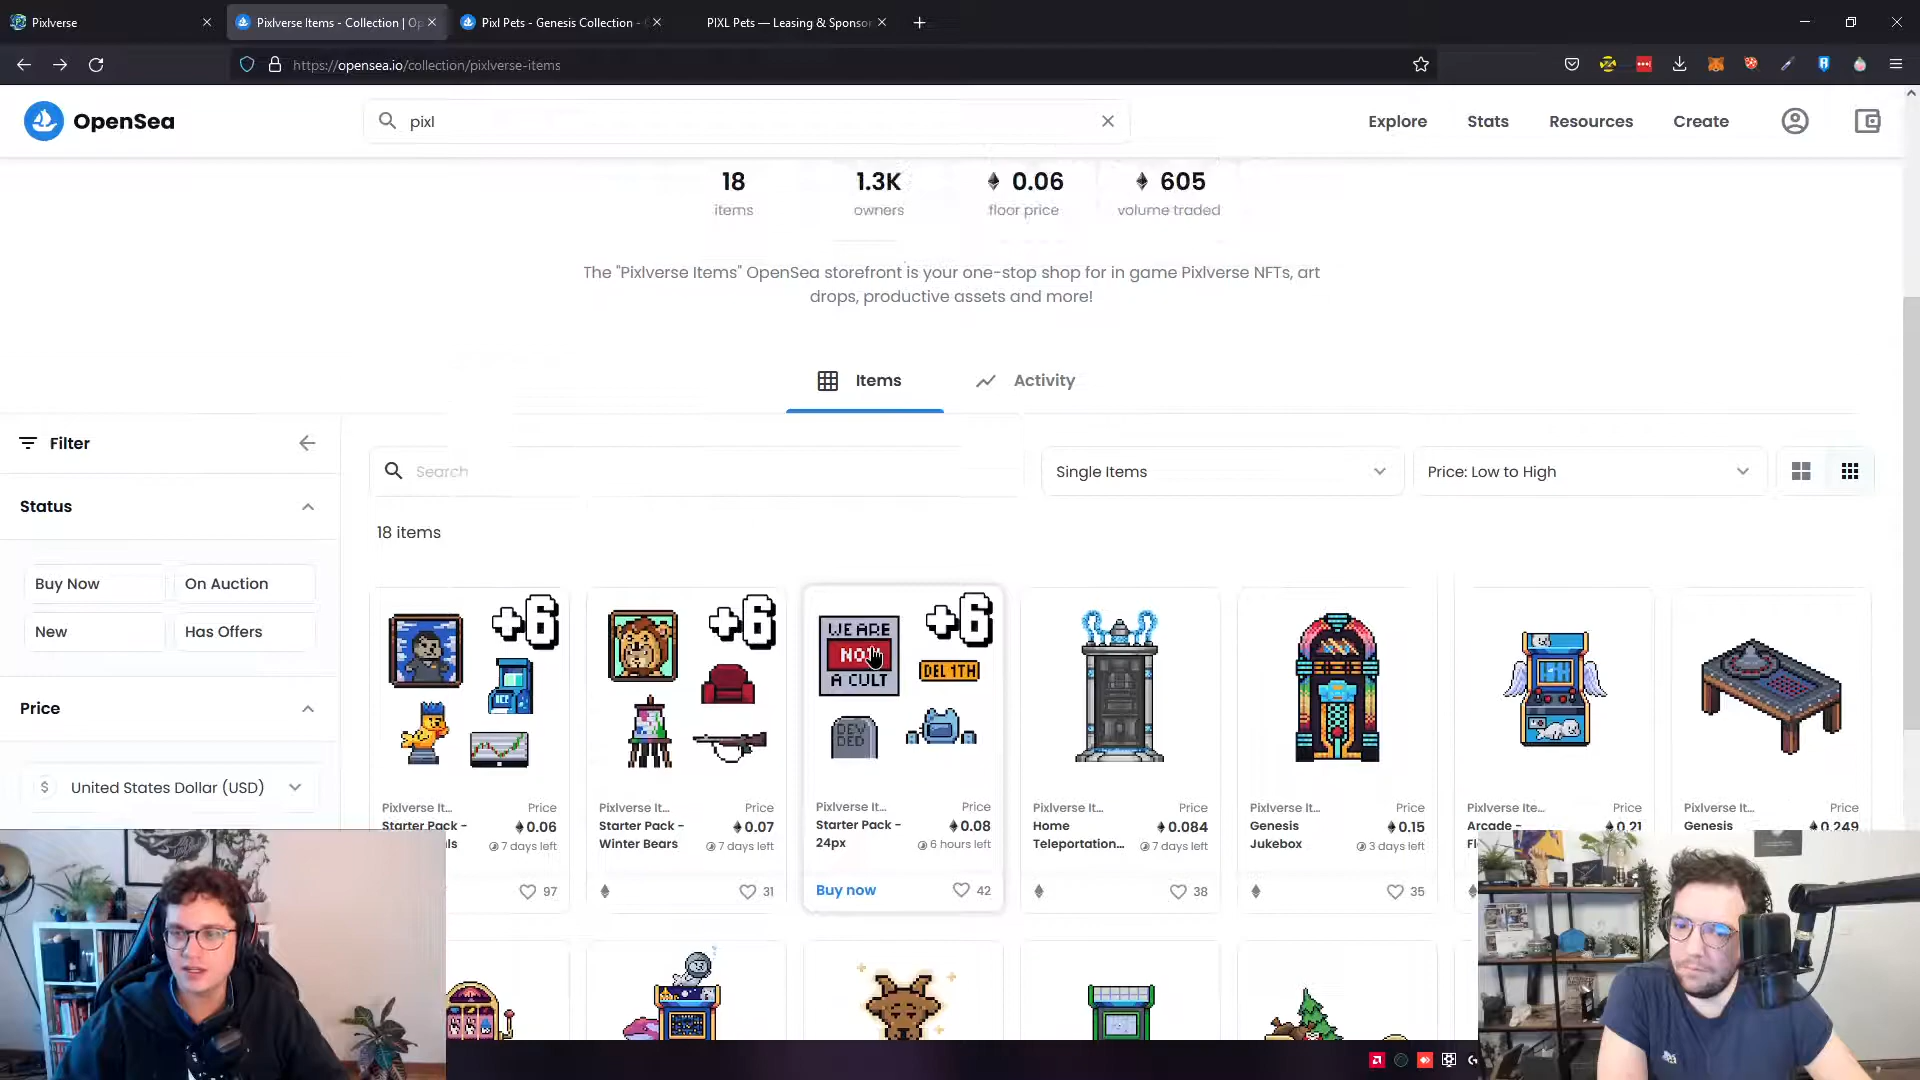 Pixlverse
Pixlverse Items - Collection | Op
Pixl Pets - Genesis Collection -
PIXL Pets — Leasing & Sponsor
https://opensea.io/collection/pixlverse-items
OpenSea
pixl
Explore
Stats
Resources
Create
18
1.3K
0.06
605
items
owners
floor price
volume traded
The "Pixlverse Items" OpenSea storefront is your one-stop shop for in game Pixlverse NFTs, art
drops, productive assets and more!
Items
Activity
Filter
Search
Single Items
Price: Low to High
Status
18 items
Buy Now
On Auction
New
Has Offers
Price
$ United States Dollar (USD)
+6
+6
WE ARE
NOW
A CULT
+6
DEL 1TH
DEV
DED
Pixlverse It...
Price
Starter Pack -
0.06
ls
7 days left
97
Pixlverse It...
Price
Starter Pack -
0.07
Winter Bears
7 days left
31
Pixlverse It...
Price
Starter Pack -
0.08
24px
6 hours left
Buy now
42
Pixlverse It...
Price
Home
0.084
Teleportation...
7 days left
38
Pixlverse It...
Price
Genesis
0.15
Jukebox
3 days left
35
Pixlverse Ite...
Price
Arcade -
0.21
Pixlverse It...
Price
Genesis
0.249